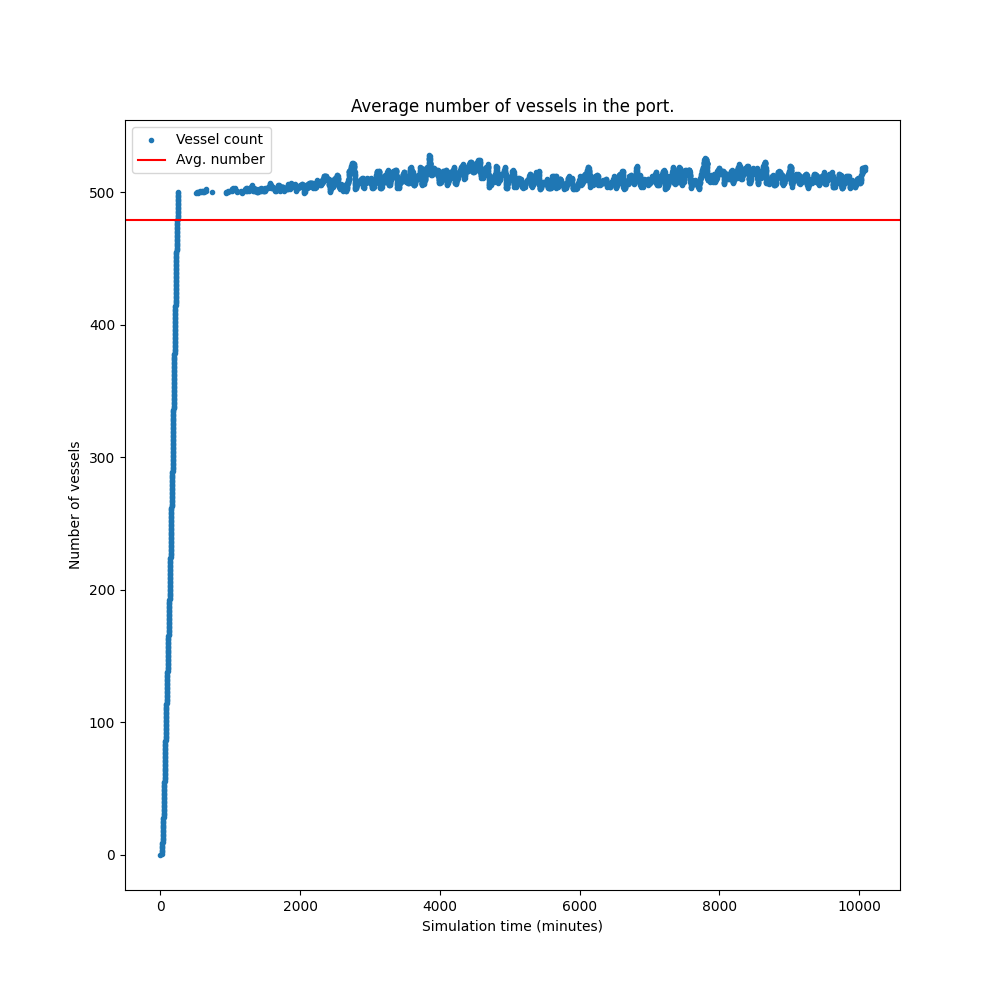 Average number of vessels in the port.
Vessel count
Avg. number
500
400
300
200
100
0
Number of vessels
0 2000 4000 6000 8000 10000
Simulation time (minutes)